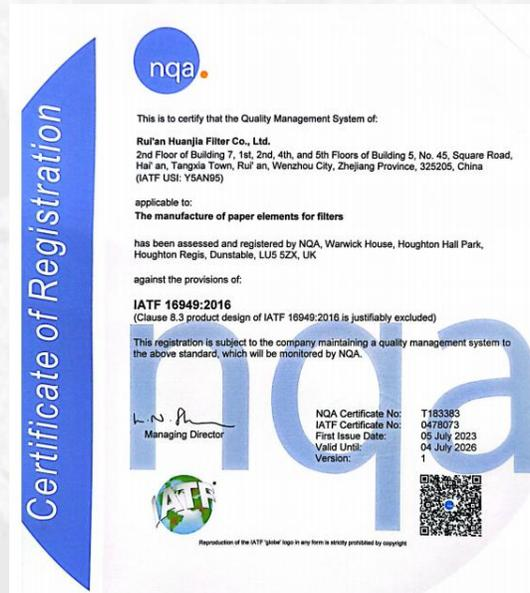 Certificate of Registration
nqa.
This is to certify that the Quality Management System of:
Rui'an Huanjia Filter Co., Ltd.
2nd Floor of Building 7, 1st, 2nd, 4th, and 5th Floors of Building 5, No. 45, Square Road,
Hai' an, Tangxia Town, Rui' an, Wenzhou City, Zhejiang Province, 325205, China
(IATF USI: Y5AN95)
applicable to:
The manufacture of paper elements for filters
has been assessed and registered by NQA, Warwick House, Houghton Hall Park,
Houghton Regis, Dunstable, LU5 5ZX, UK
against the provisions of:
IATF 16949:2016
(Clause 8.3 product design of IATF 16949:2016 is justifiably excluded)
This registration is subject to the company maintaining a quality management system to
the above standard, which will be monitored by NQA.
nqa
Managing Director
NQA Certificate No: T183383
IATF Certificate No: 0478073
First Issue Date: 05 July 2023
Valid Until: 04 July 2026
Version: 1
IATF
Reproduction of the IATF "globe" logo in any form is strictly prohibited by copyright